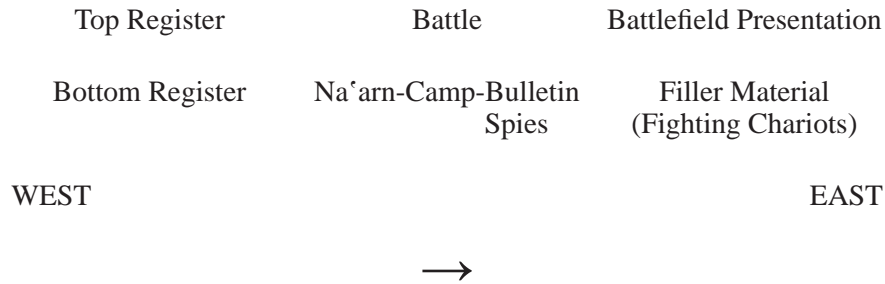 Top Register Battle Battlefield Presentation
Bottom Register Naʿarn-Camp-Bulletin Filler Material
Spies (Fighting Chariots)
WEST EAST
→